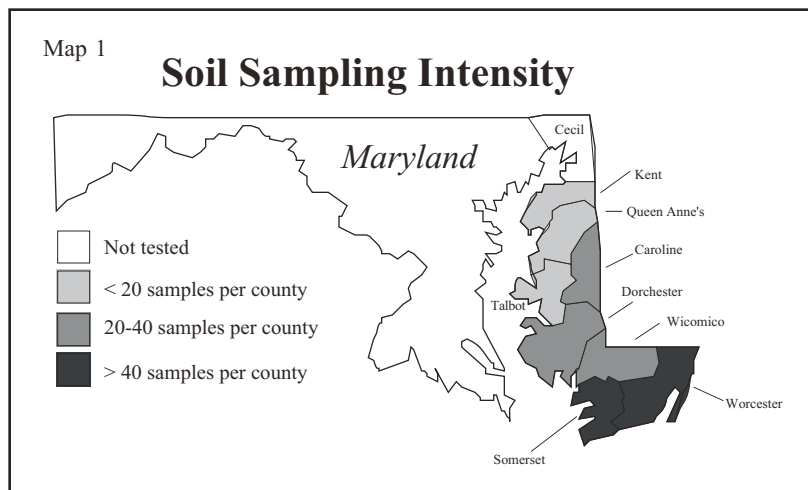 Map 1
Soil Sampling Intensity
Cecil
Maryland
Kent
Queen Anne's
Not tested
Caroline
< 20 samples per county
Dorchester
Talbot
20-40 samples per county
Wicomico
> 40 samples per county
Worcester
Somerset